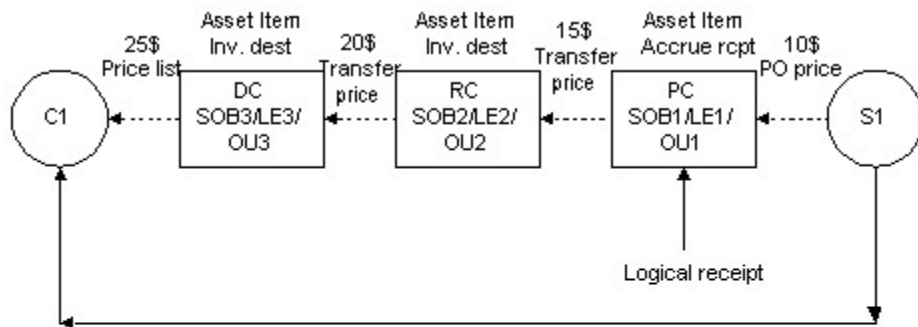 Asset Item
Inv. dest
Asset Item
Inv. dest
Asset Item
Accrue rcpt
25$
Price list
20$
Transfer
price
15$
Transfer
price
10$
PO price
C1
DC
SOB3/LE3/
OU3
RC
SOB2/LE2/
OU2
PC
SOB1/LE1/
OU1
S1
Logical receipt